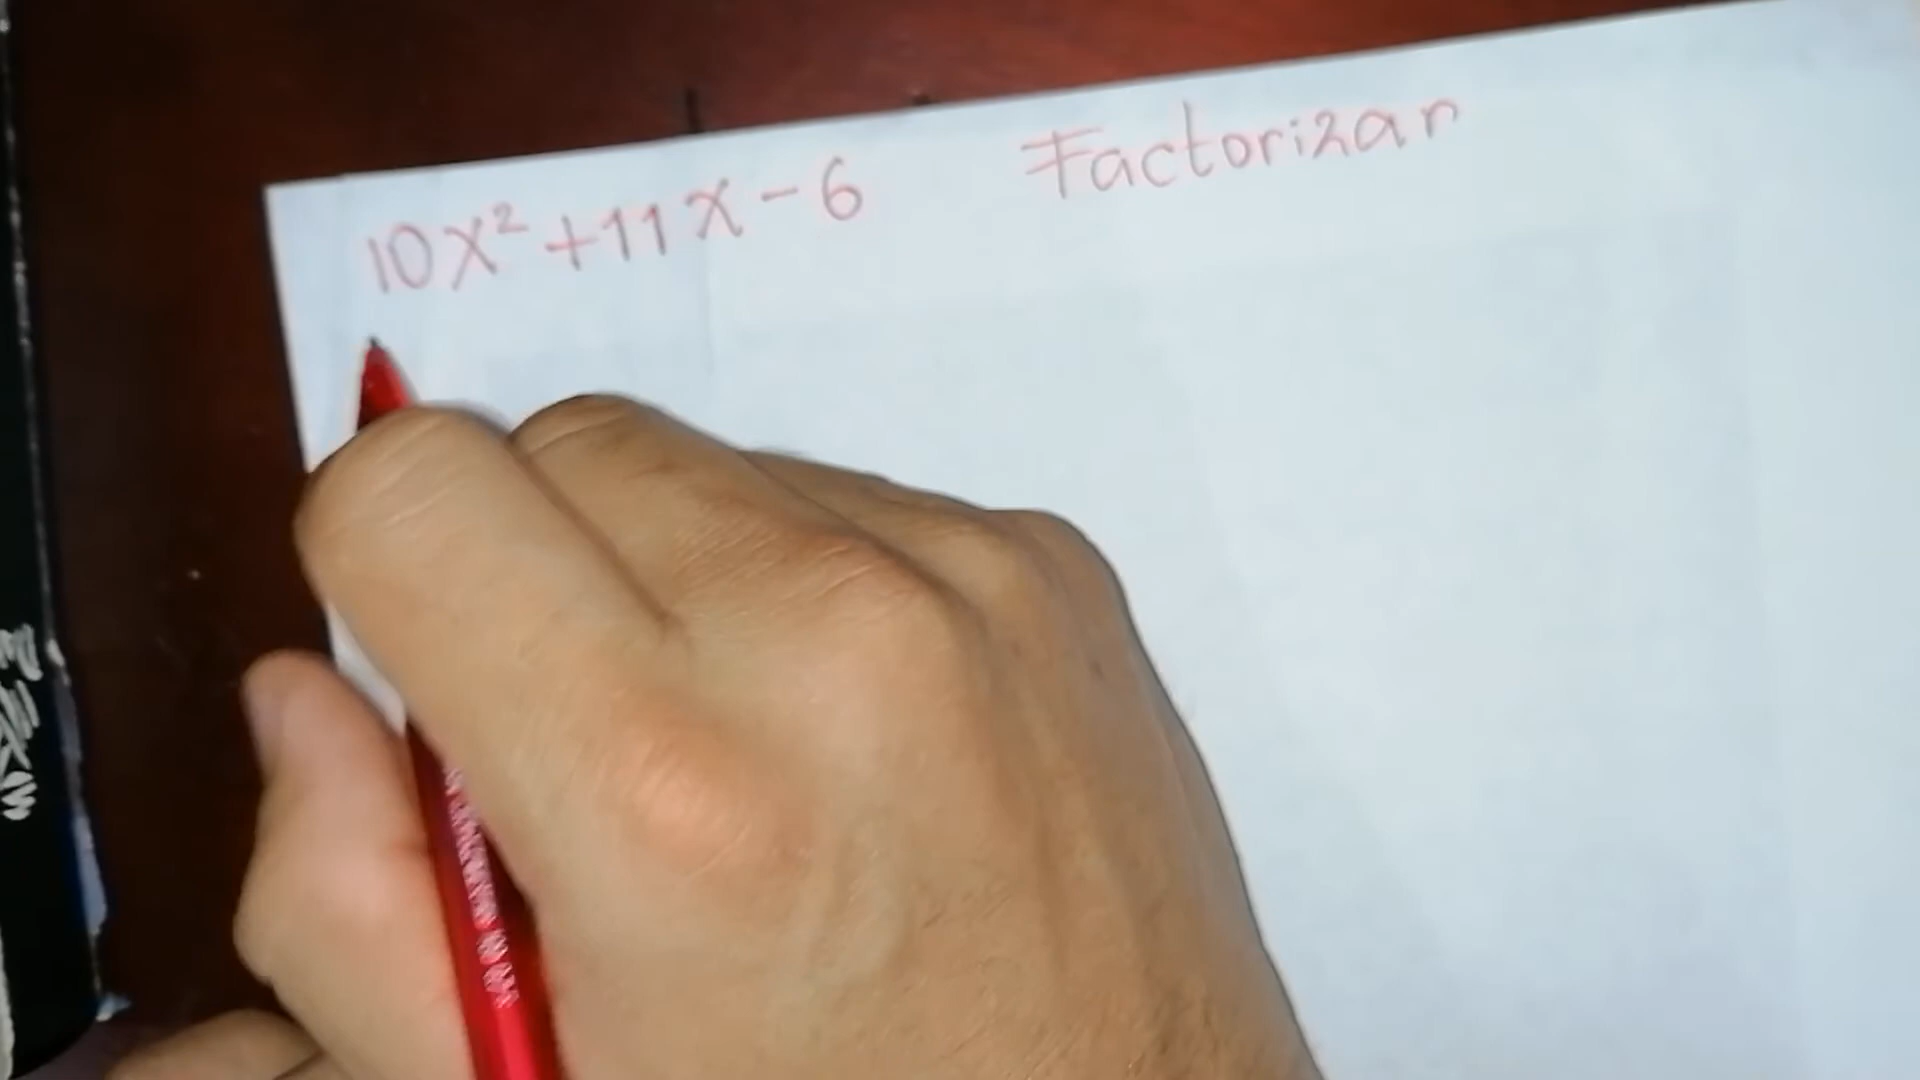 10x² + 11x - 6 Factorizar